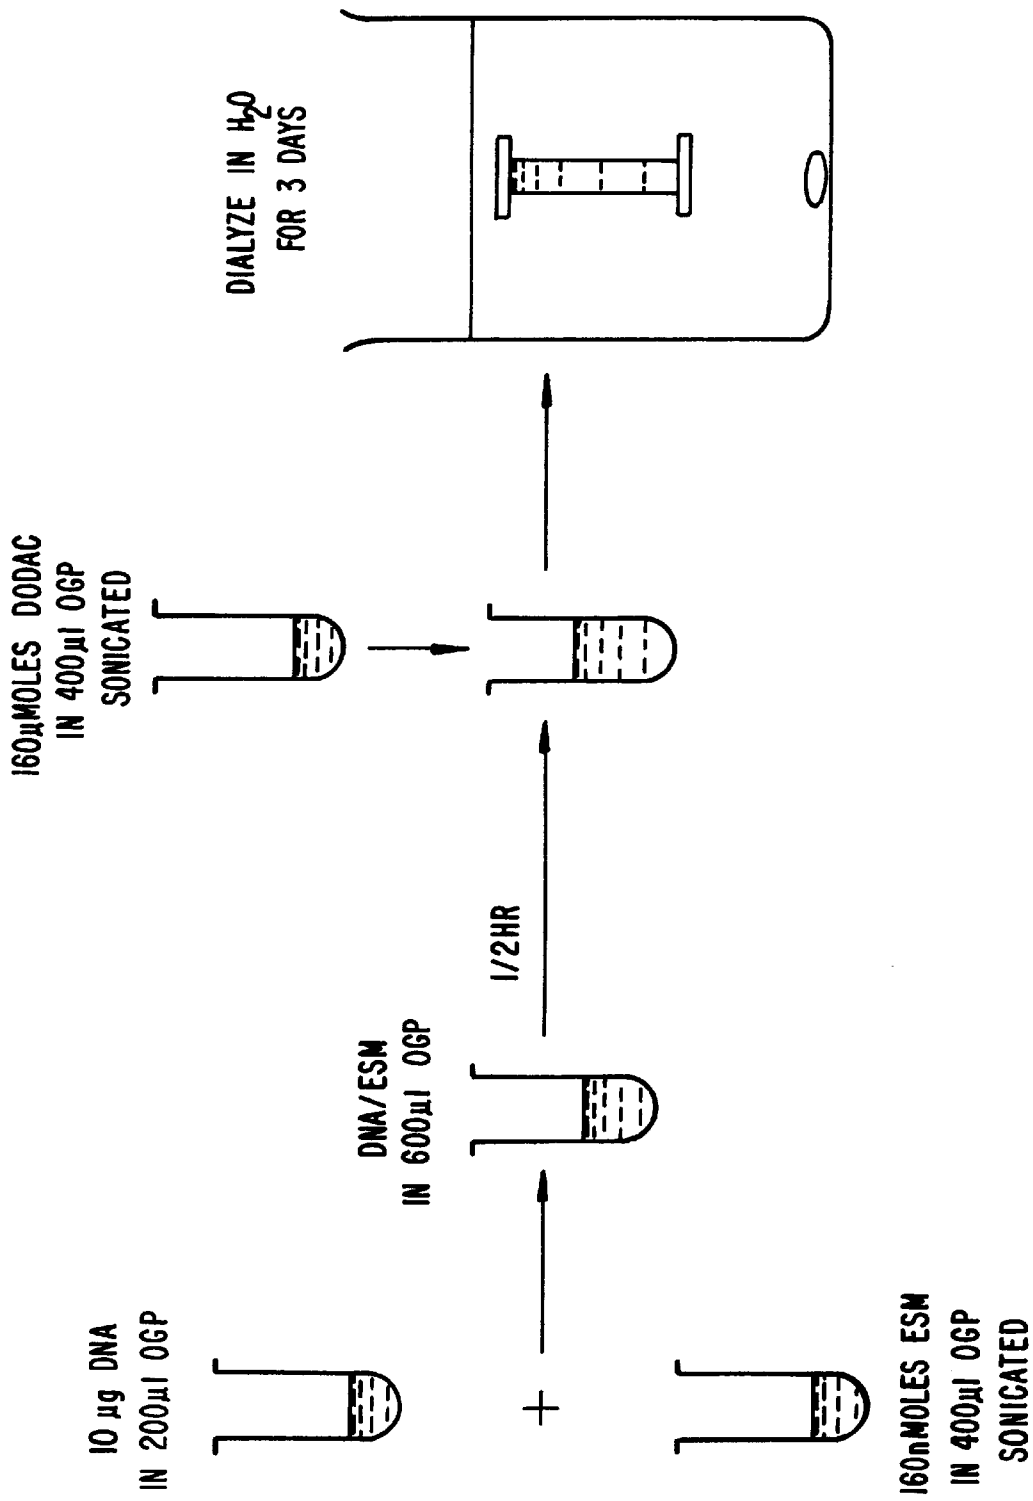 10 µg DNA
IN 200µl OGP
160nMOLES ESM
IN 400µl OGP
SONICATED
DNA/ESM
IN 600µl OGP
1/2HR
160µMOLES DODAC
IN 400µl OGP
SONICATED
DIALYZE IN H2O
FOR 3 DAYS